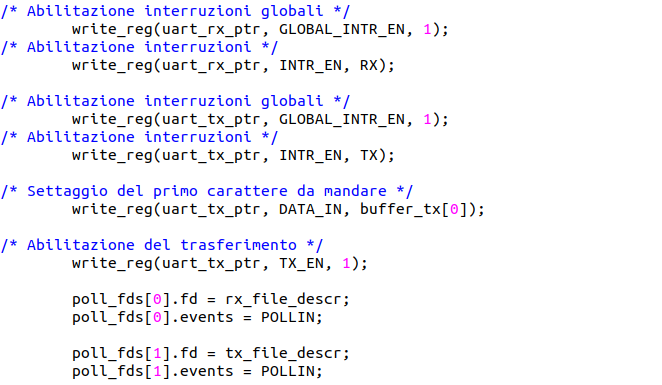 /* Abilitazione interruzioni globali */
write_reg(uart_rx_ptr, GLOBAL_INTR_EN, 1);
/* Abilitazione interruzioni */
write_reg(uart_rx_ptr, INTR_EN, RX);
/* Abilitazione interruzioni globali */
write_reg(uart_tx_ptr, GLOBAL_INTR_EN, 1);
/* Abilitazione interruzioni */
write_reg(uart_tx_ptr, INTR_EN, TX);
/* Settaggio del primo carattere da mandare */
write_reg(uart_tx_ptr, DATA_IN, buffer_tx[0]);
/* Abilitazione del trasferimento */
write_reg(uart_tx_ptr, TX_EN, 1);
poll_fds[0].fd = rx_file_descr;
poll_fds[0].events = POLLIN;
poll_fds[1].fd = tx_file_descr;
poll_fds[1].events = POLLIN;